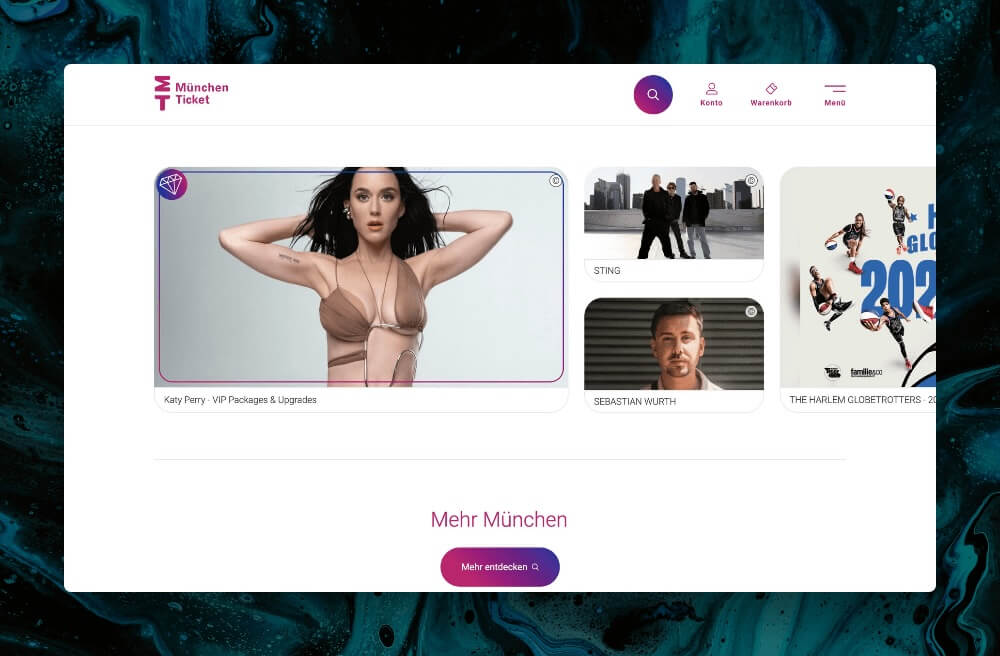 München
Ticket
Konto
Warenkorb
Menü
©
Katy Perry · VIP Packages & Upgrades
©
STING
©
SEBASTIAN WURTH
202
familie&co
THE HARLEM GLOBETROTTERS · 20
Mehr München
Mehr entdecken